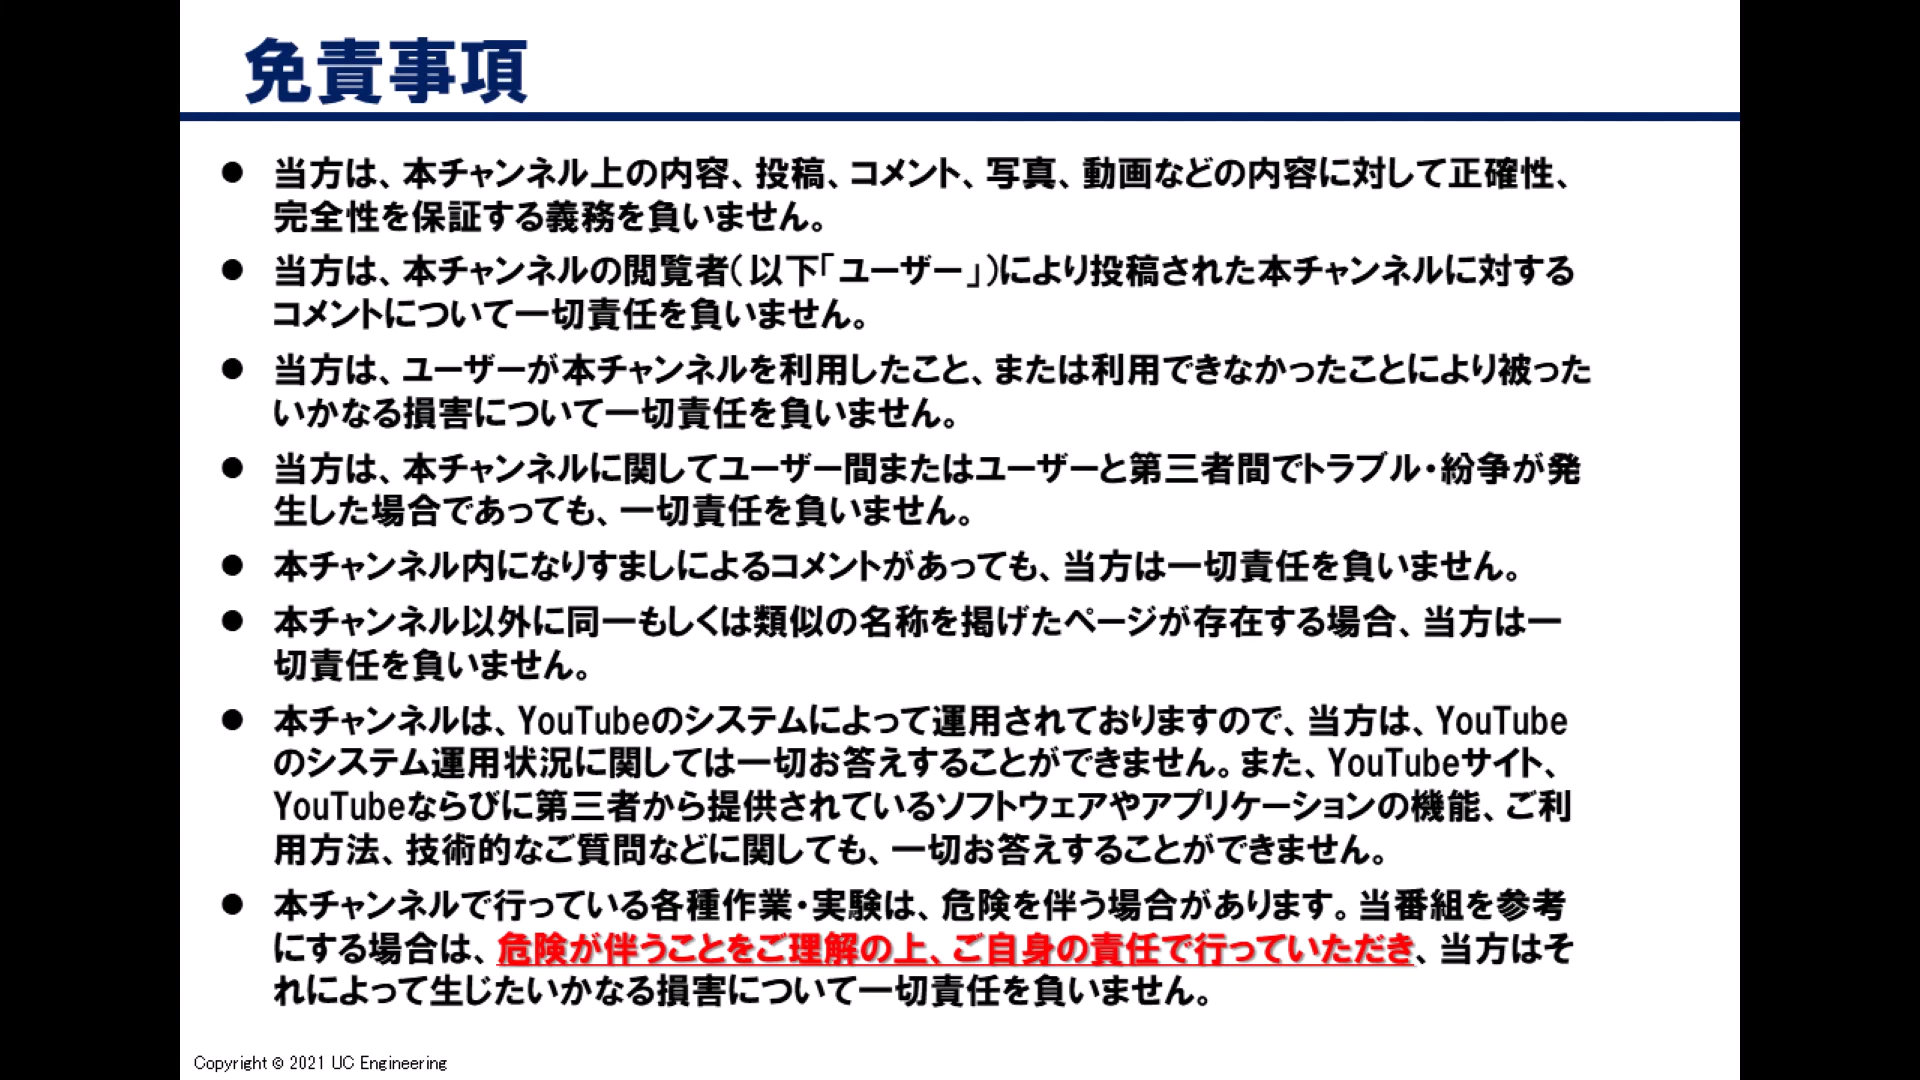 免責事項
● 当方は、本チャンネル上の内容、投稿、コメント、写真、動画などの内容に対して正確性、
完全性を保証する義務を負いません。
● 当方は、本チャンネルの閲覧者(以下「ユーザー」)により投稿された本チャンネルに対する
コメントについて一切責任を負いません。
● 当方は、ユーザーが本チャンネルを利用したこと、または利用できなかったことにより被った
いかなる損害について一切責任を負いません。
● 当方は、本チャンネルに関してユーザー間またはユーザーと第三者間でトラブル・紛争が発
生した場合であっても、一切責任を負いません。
● 本チャンネル内になりすましによるコメントがあっても、当方は一切責任を負いません。
● 本チャンネル以外に同一もしくは類似の名称を掲げたページが存在する場合、当方は一
切責任を負いません。
● 本チャンネルは、YouTubeのシステムによって運用されておりますので、当方は、YouTube
のシステム運用状況に関しては一切お答えすることができません。また、YouTubeサイト、
YouTubeならびに第三者から提供されているソフトウェアやアプリケーションの機能、ご利
用方法、技術的なご質問などに関しても、一切お答えすることができません。
● 本チャンネルで行っている各種作業・実験は、危険を伴う場合があります。当番組を参考
にする場合は、危険が伴うことをご理解の上、ご自身の責任で行っていただき、当方はそ
れによって生じたいかなる損害について一切責任を負いません。
Copyright © 2021 UC Engineering